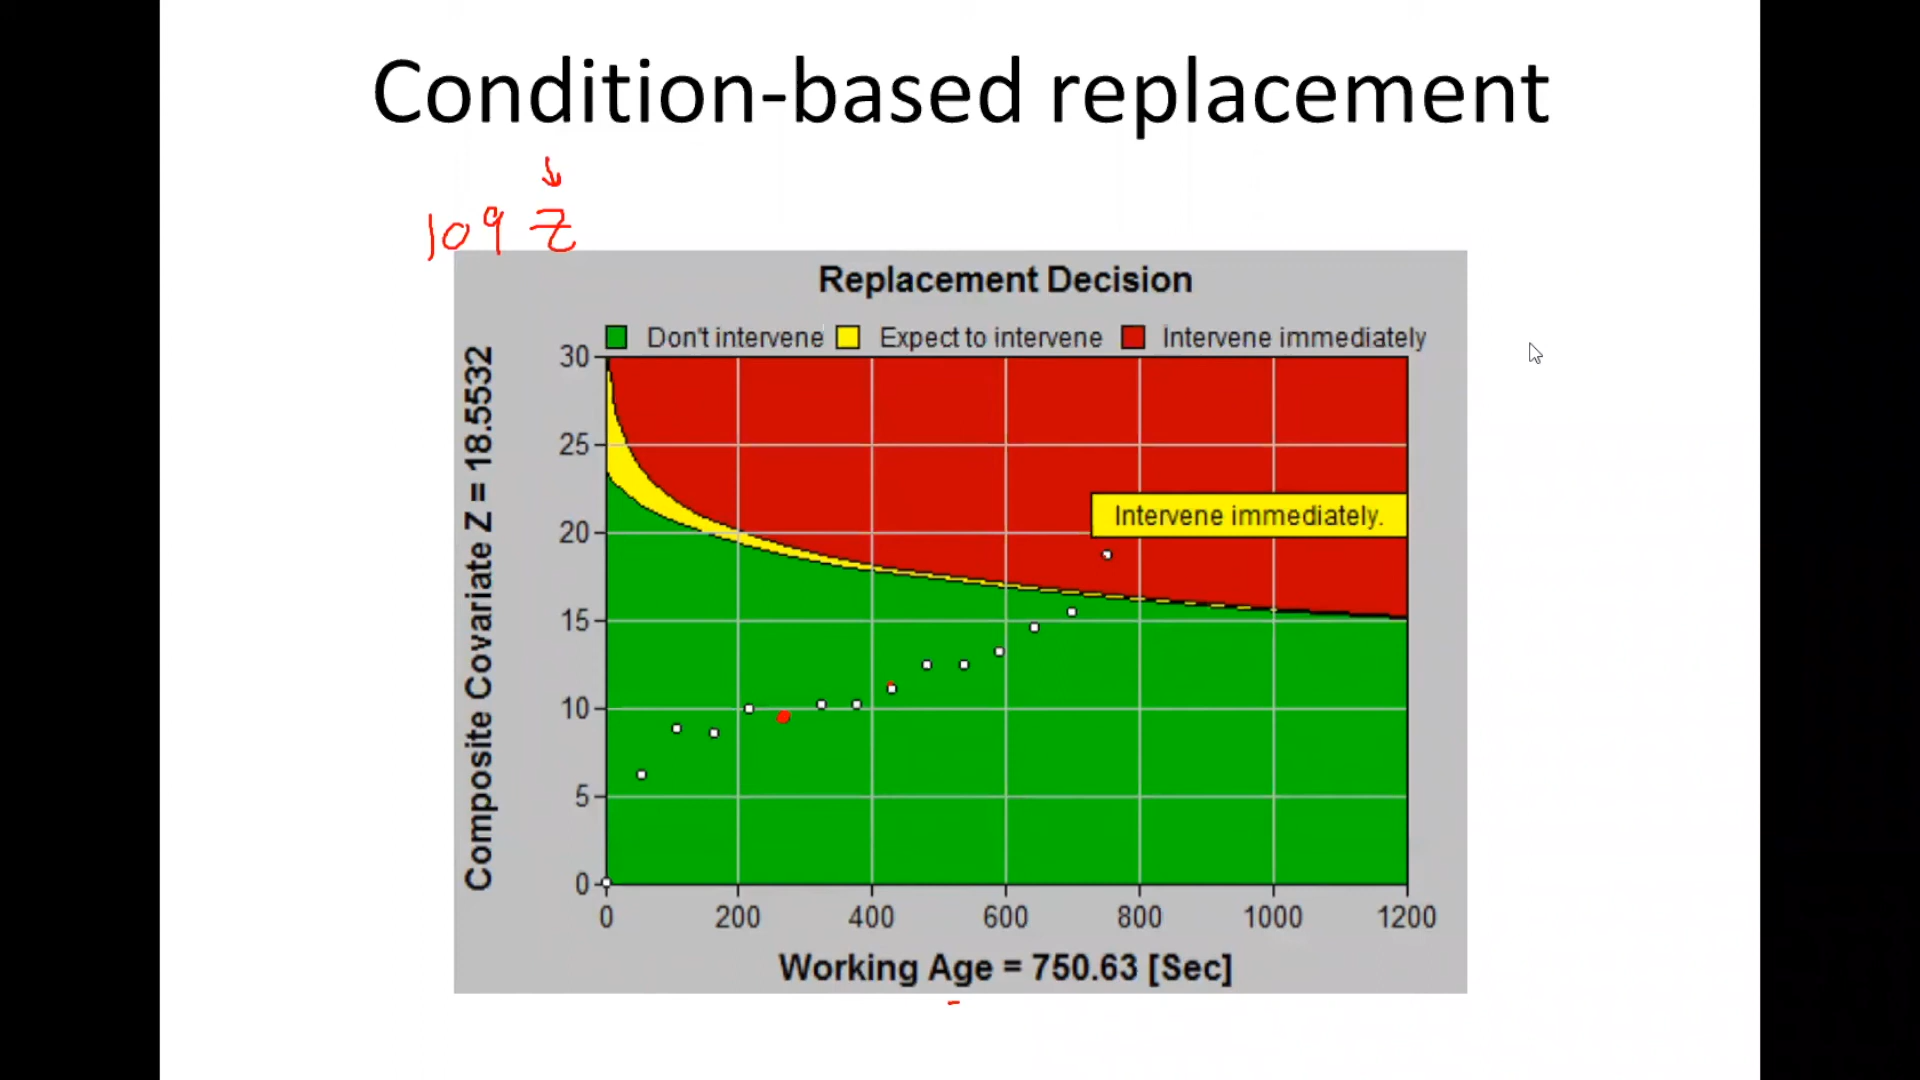 Condition-based replacement
log Z
Replacement Decision
Don't intervene Expect to intervene Intervene immediately
Composite Covariate Z = 18.5532
30
25
20
15
10
5
0
Intervene immediately.
0 200 400 600 800 1000 1200
Working Age = 750.63 [Sec]